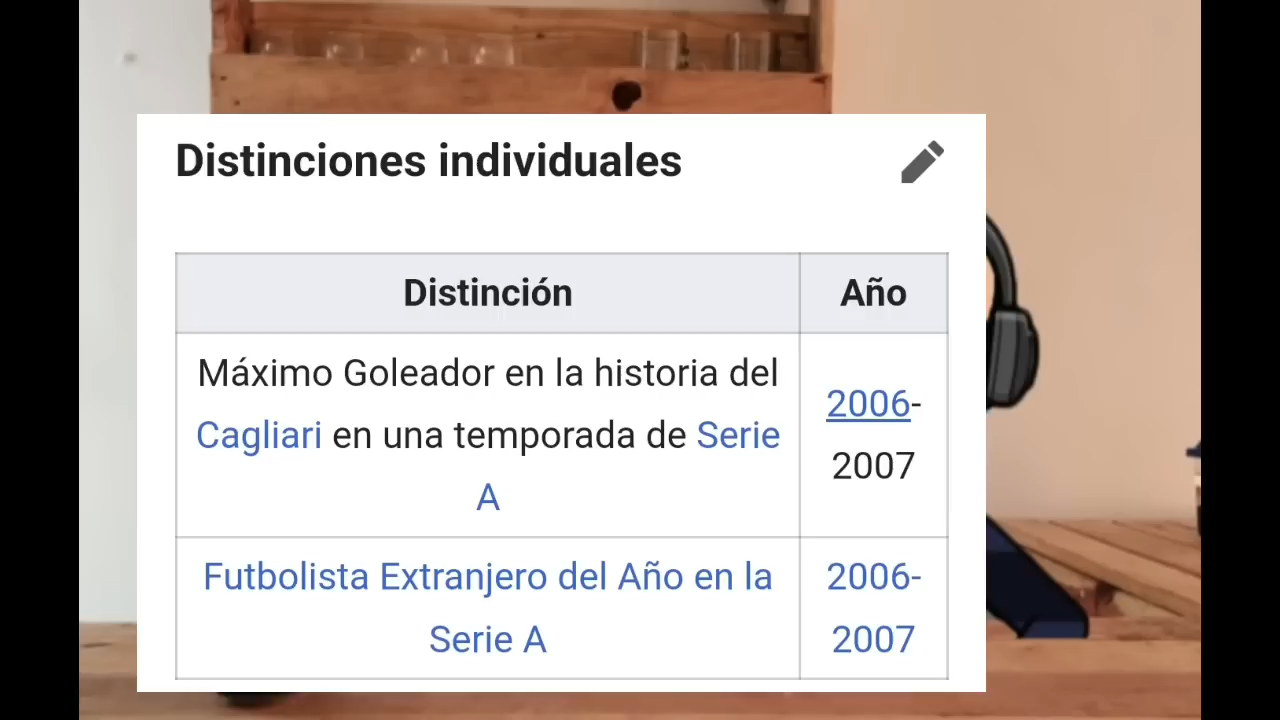 Distinciones individuales
Distinción
Año
Máximo Goleador en la historia del
Cagliari en una temporada de Serie
A
2006-
2007
Futbolista Extranjero del Año en la
Serie A
2006-
2007